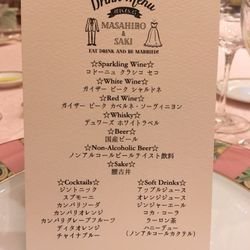 Drink Menu
MASAHIRO
&
SAKI
EAT DRINK AND BE MARRIED!
☆Sparkling Wine☆
コドーニュ クラシコ セコ
☆White Wine☆
ガイザー ピーク シャルドネ
☆Red Wine☆
ガイザー ピーク カベルネ・ソーヴィニヨン
☆Whisky☆
デュワーズ ホワイトラベル
☆Beer☆
国産ビール
☆Non-Alcoholic Beer☆
ノンアルコールビールテイスト飲料
☆Sake☆
櫻古井
☆Cocktails☆
ジントニック
スプモーニ
カンパリソーダ
カンパリオレンジ
カンパリグレープフルーツ
ディタオレンジ
チャイナブルー
☆Soft Drinks☆
アップルジュース
オレンジジュース
ジンジャーエール
コカ・コーラ
ウーロン茶
ハニーデュー
(ノンアルコールカクテル)